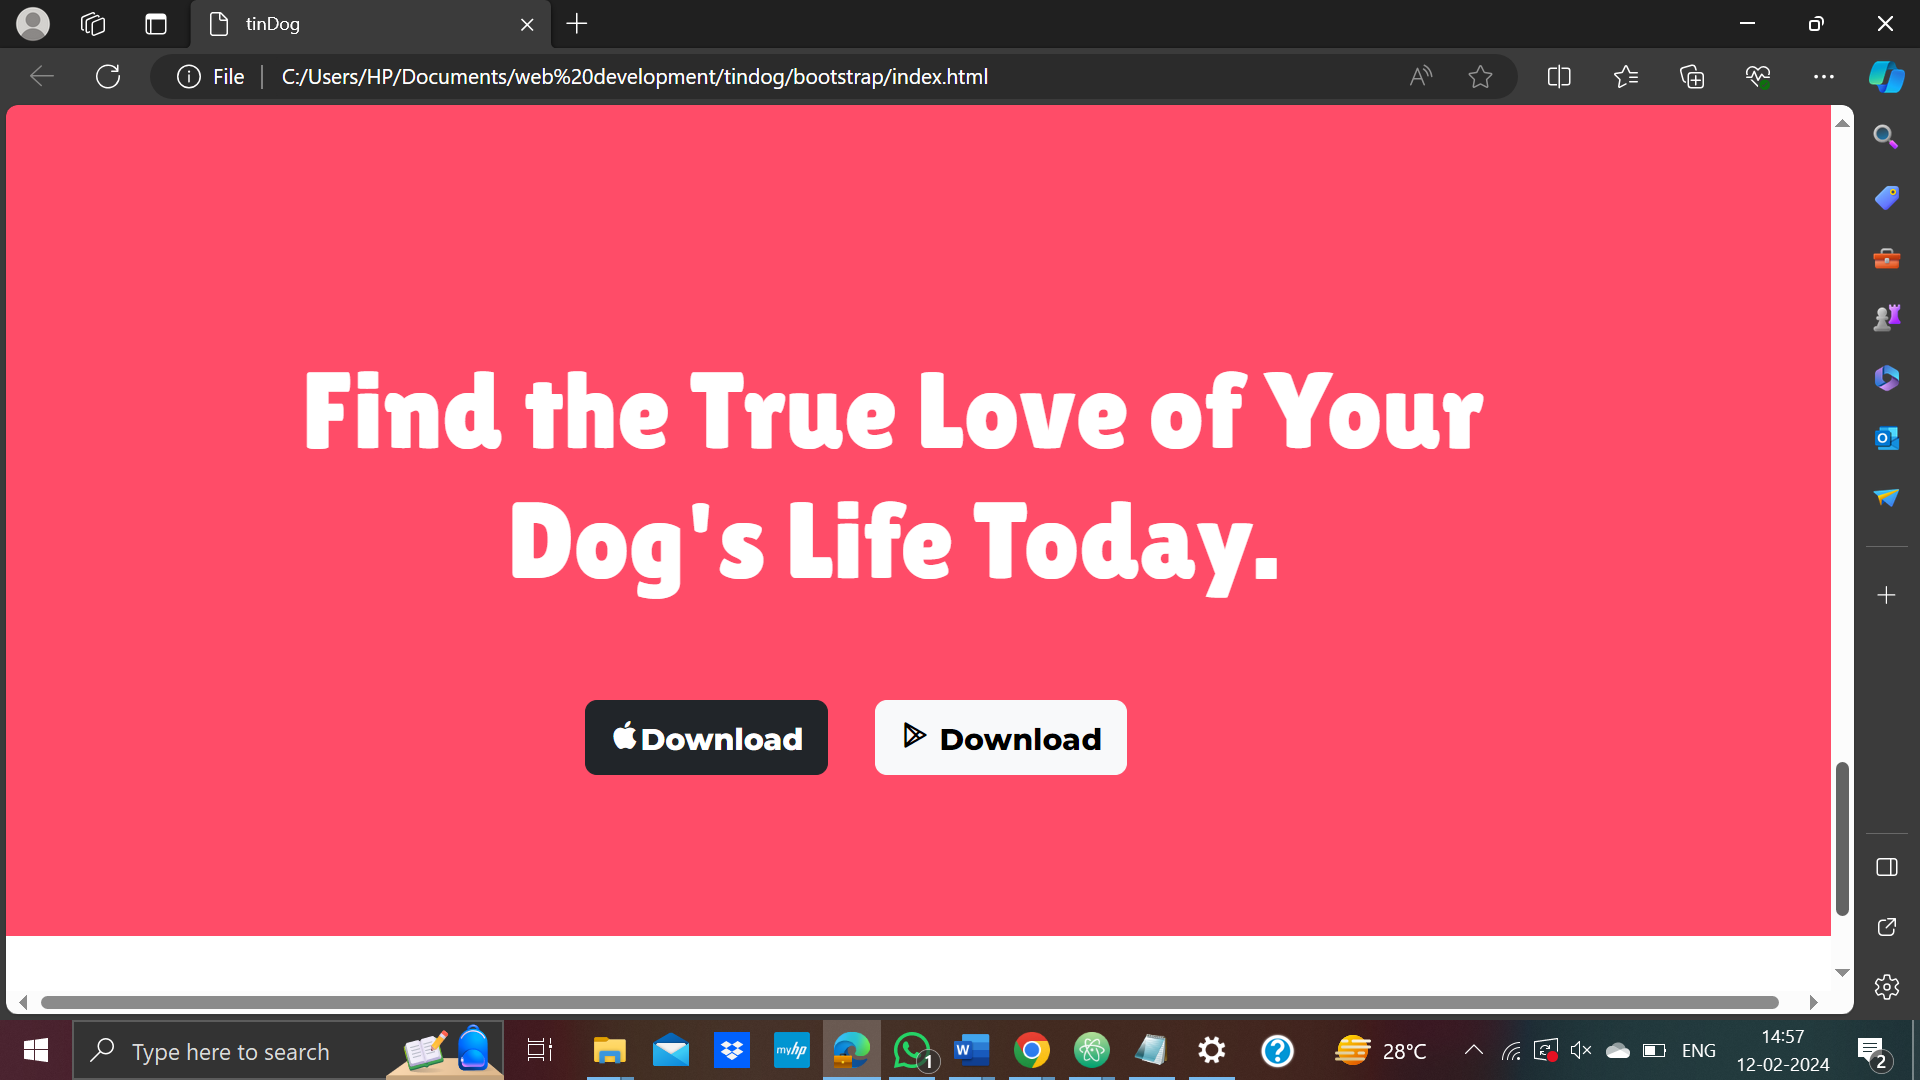 tinDog
File
C:/Users/HP/Documents/web%20development/tindog/bootstrap/index.html
Find the True Love of Your
Dog's Life Today.
Download
Download
Type here to search
myhp
1
28°C
ENG
14:57
12-02-2024
2